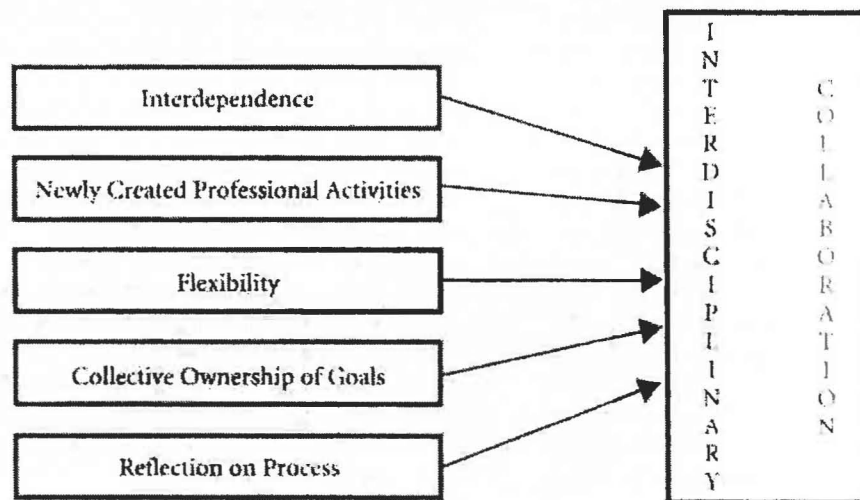 Interdependence
Newly Created Professional Activities
Flexibility
Collective Ownership of Goals
Reflection on Process
INTERDISCIPLINARY
COLLABORATION